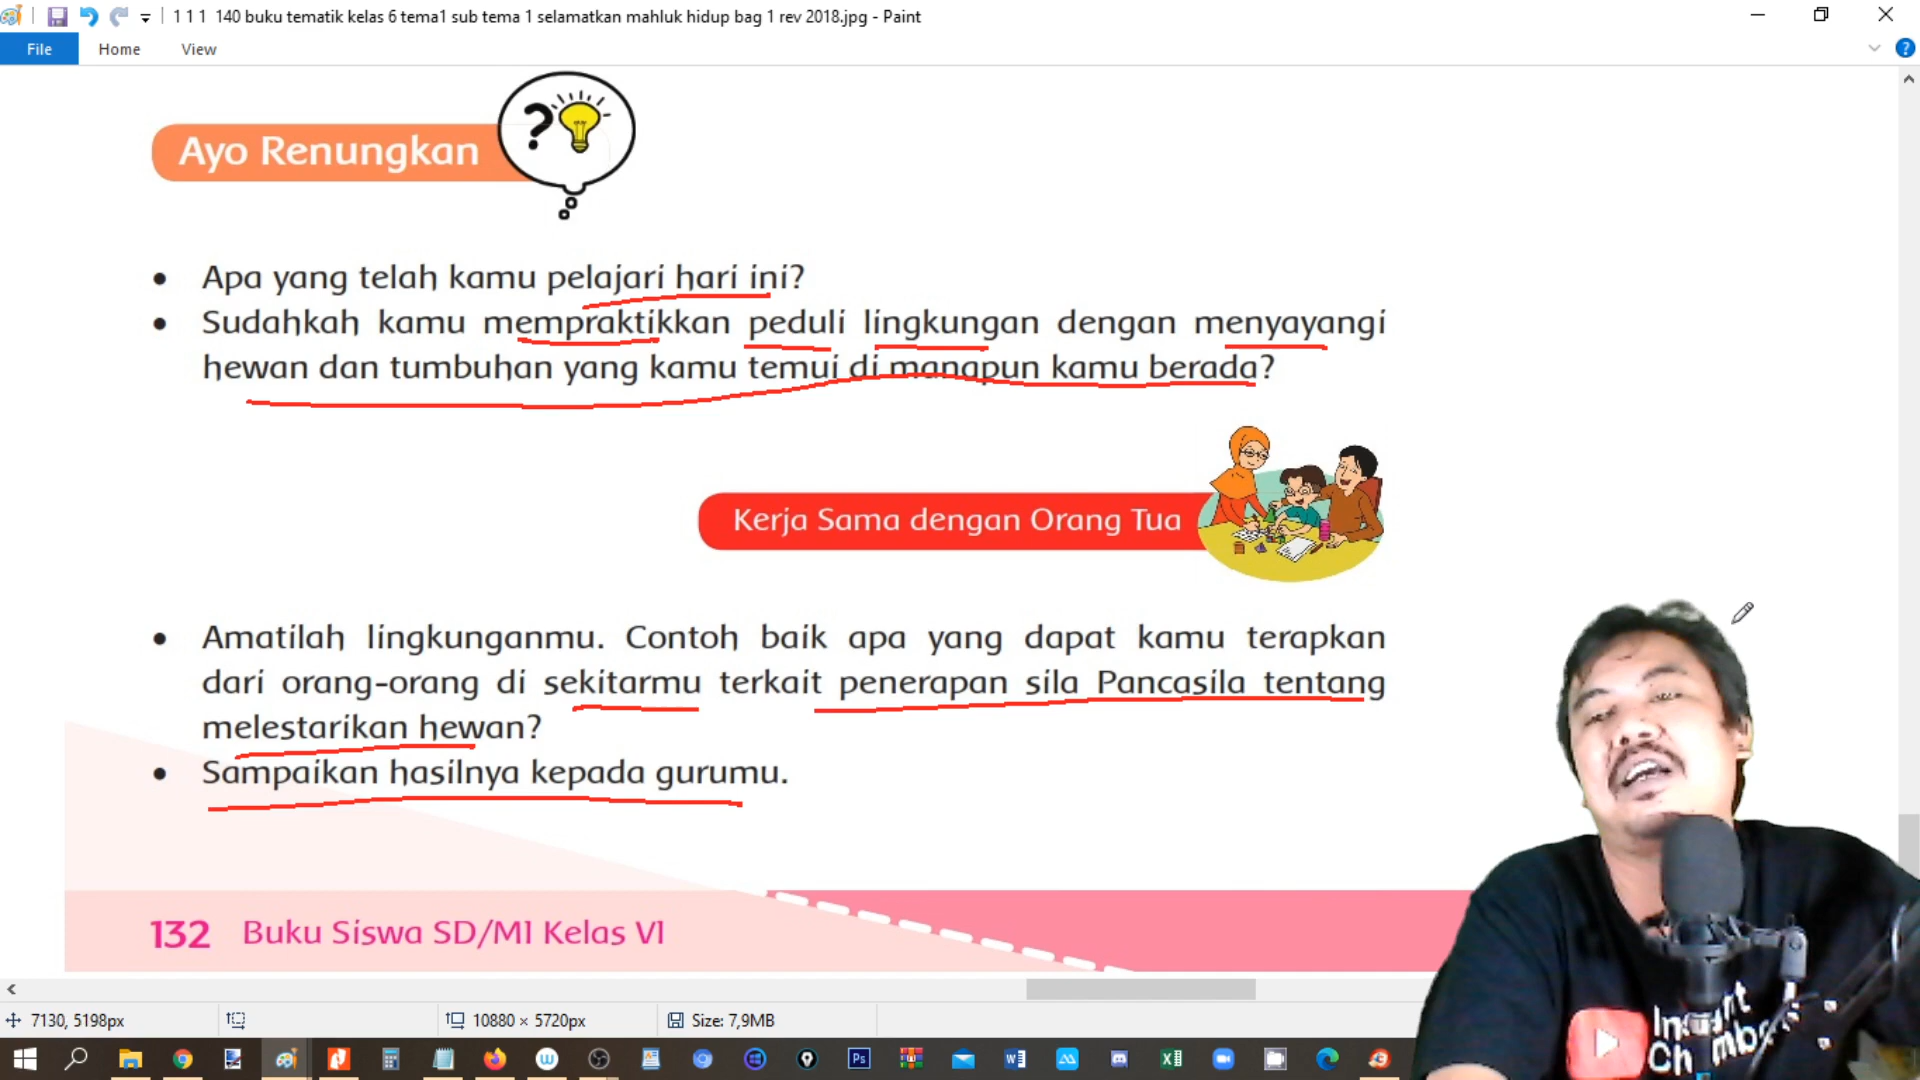 1 1 1 140 buku tematik kelas 6 tema1 sub tema 1 selamatkan mahluk hidup bag 1 rev 2018.jpg - Paint
File Home View
Ayo Renungkan
• Apa yang telah kamu pelajari hari ini?
• Sudahkah kamu mempraktikkan peduli lingkungan dengan menyayangi
hewan dan tumbuhan yang kamu temui di manapun kamu berada?
Kerja Sama dengan Orang Tua
• Amatilah lingkunganmu. Contoh baik apa yang dapat kamu terapkan
dari orang-orang di sekitarmu terkait penerapan sila Pancasila tentang
melestarikan hewan?
• Sampaikan hasilnya kepada gurumu.
132 Buku Siswa SD/MI Kelas VI
7130, 5198px 10880 × 5720px Size: 7,9MB